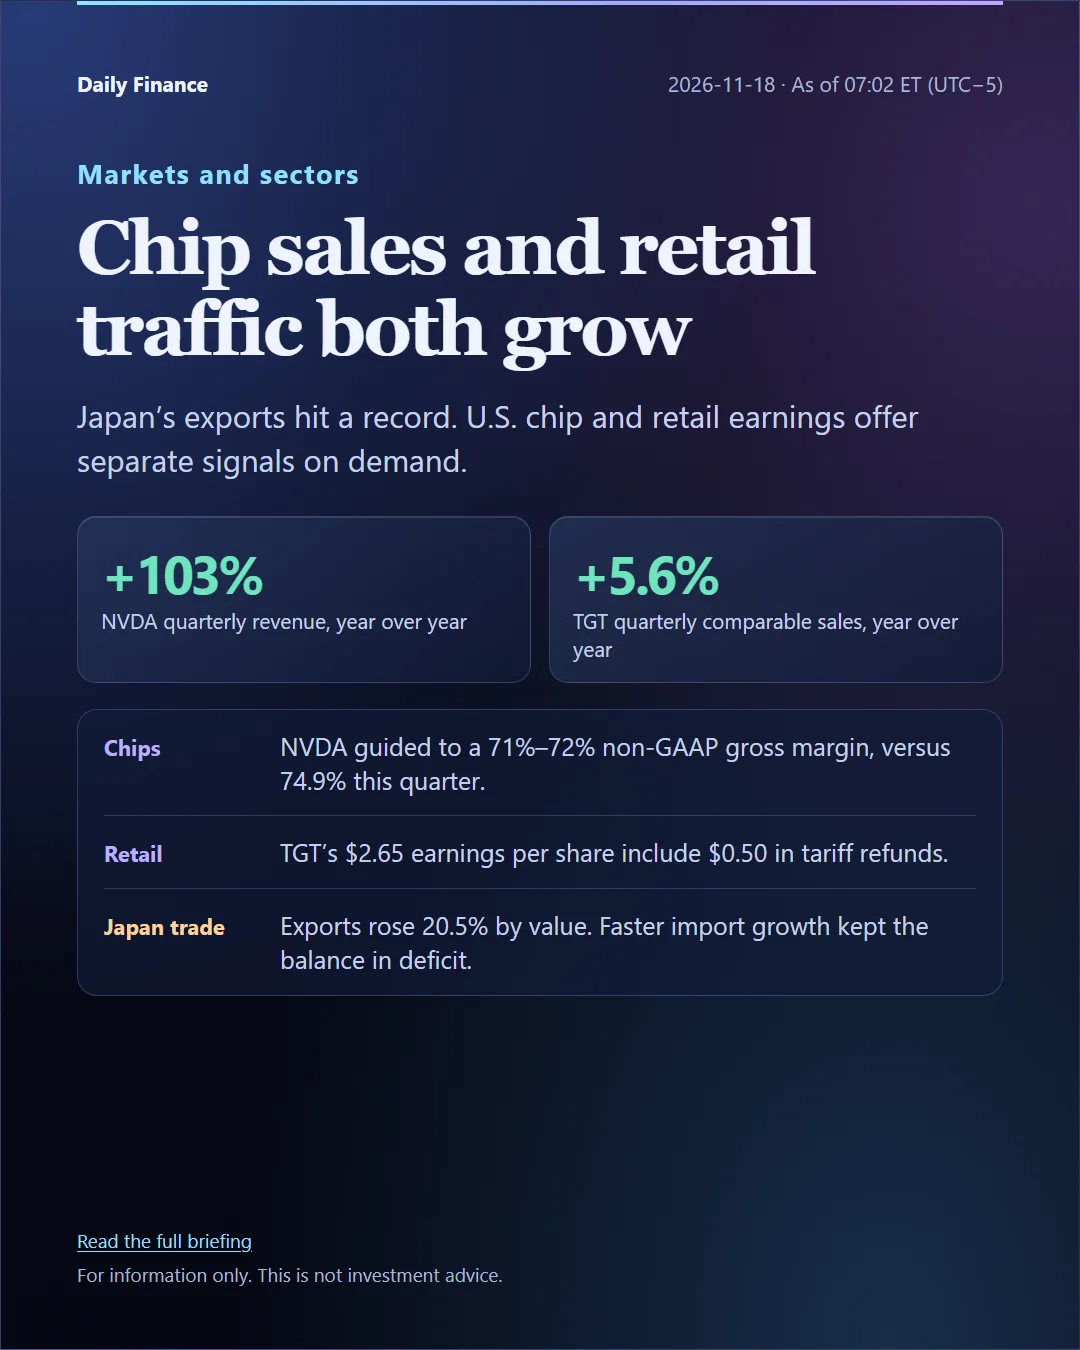 Daily Finance
2026-11-18 · As of 07:02 ET (UTC−5)
Markets and sectors
Chip sales and retail
traffic both grow
Japan’s exports hit a record. U.S. chip and retail earnings offer
separate signals on demand.
+103%
NVDA quarterly revenue, year over year
+5.6%
TGT quarterly comparable sales, year over
year
Chips
NVDA guided to a 71%–72% non-GAAP gross margin, versus
74.9% this quarter.
Retail
TGT’s $2.65 earnings per share include $0.50 in tariff refunds.
Japan trade
Exports rose 20.5% by value. Faster import growth kept the
balance in deficit.
Read the full briefing
For information only. This is not investment advice.